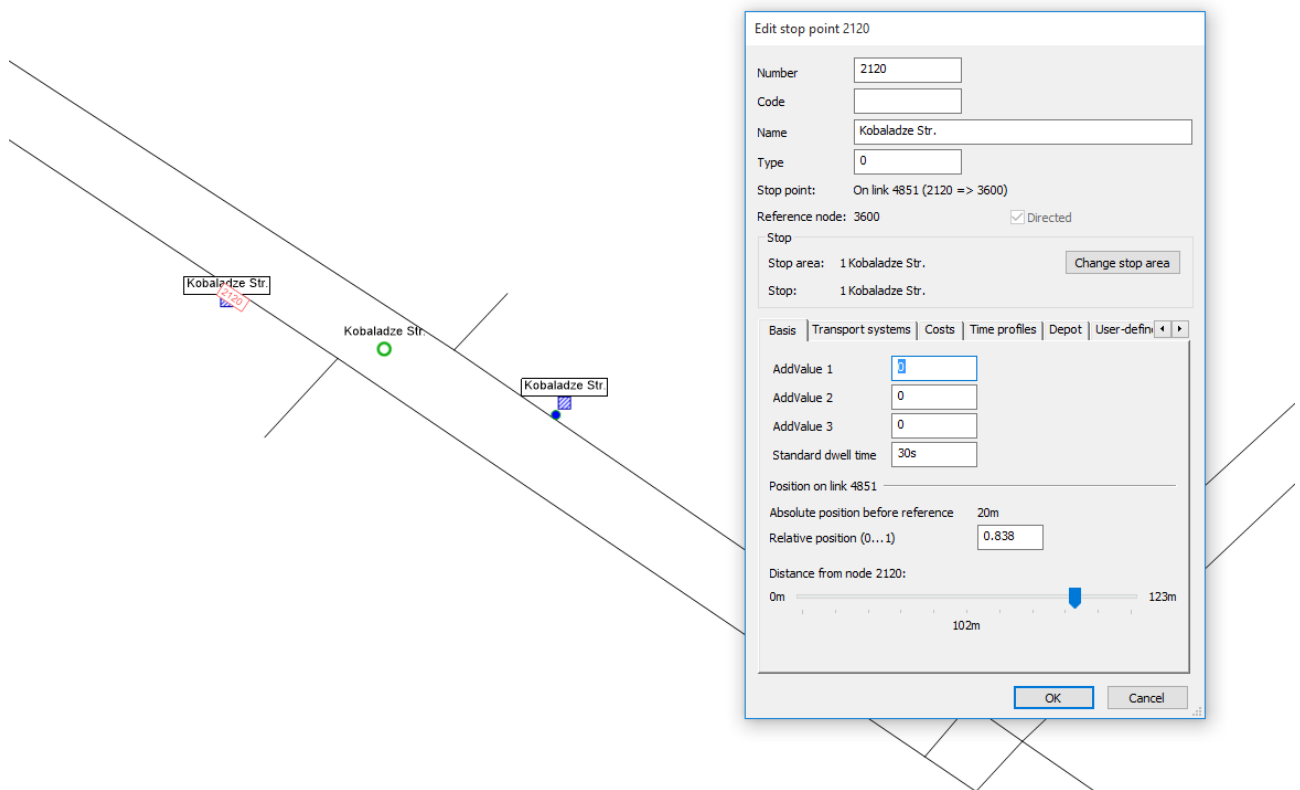 Edit stop point 2120
Number 2120
Code
Name Kobaladze Str.
Type 0
Stop point: On link 4851 (2120 => 3600)
Reference node: 3600 Directed
Stop
Stop area: 1 Kobaladze Str. Change stop area
Stop: 1 Kobaladze Str.
Basis Transport systems Costs Time profiles Depot User-defin
AddValue 1 0
AddValue 2 0
AddValue 3 0
Standard dwell time 30s
Position on link 4851
Absolute position before reference 20m
Relative position (0...1) 0.838
Distance from node 2120:
0m 123m
102m
OK Cancel
Kobaladze Str.
2120
Kobaladze Str.
Kobaladze Str.